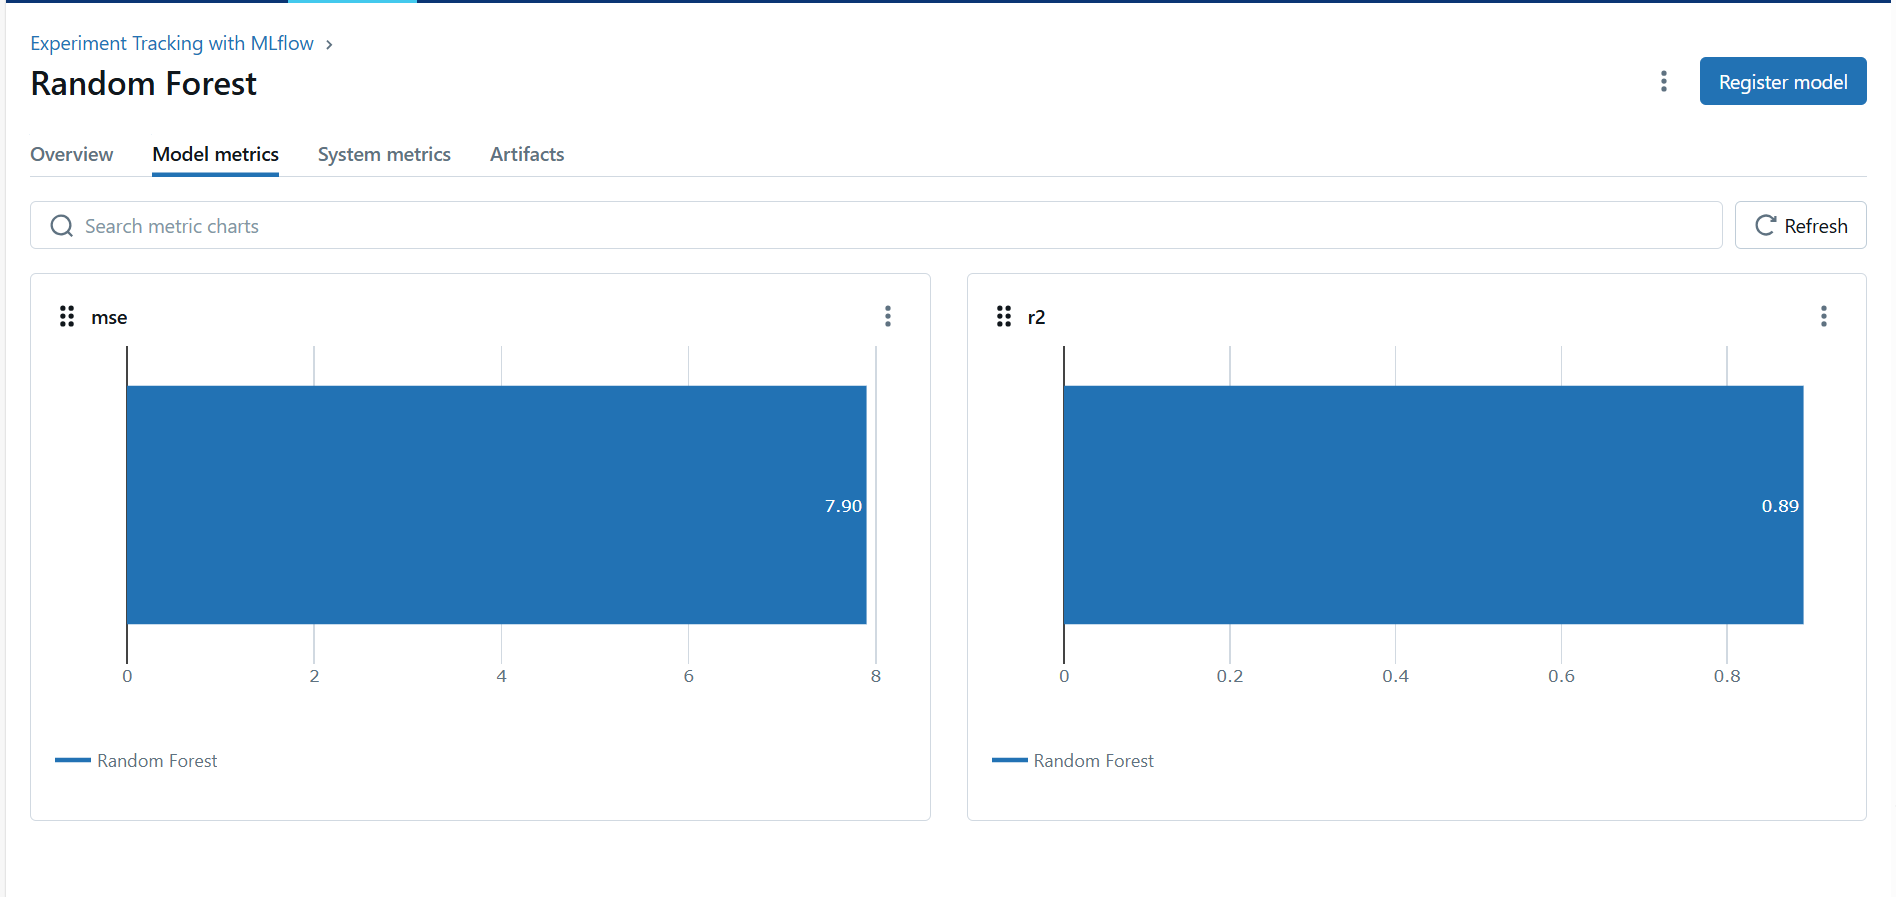 Experiment Tracking with MLflow
Random Forest
Register model
Overview Model metrics System metrics Artifacts
Search metric charts
Refresh
mse
7.90
0 2 4 6 8
Random Forest
r2
0.89
0 0.2 0.4 0.6 0.8
Random Forest